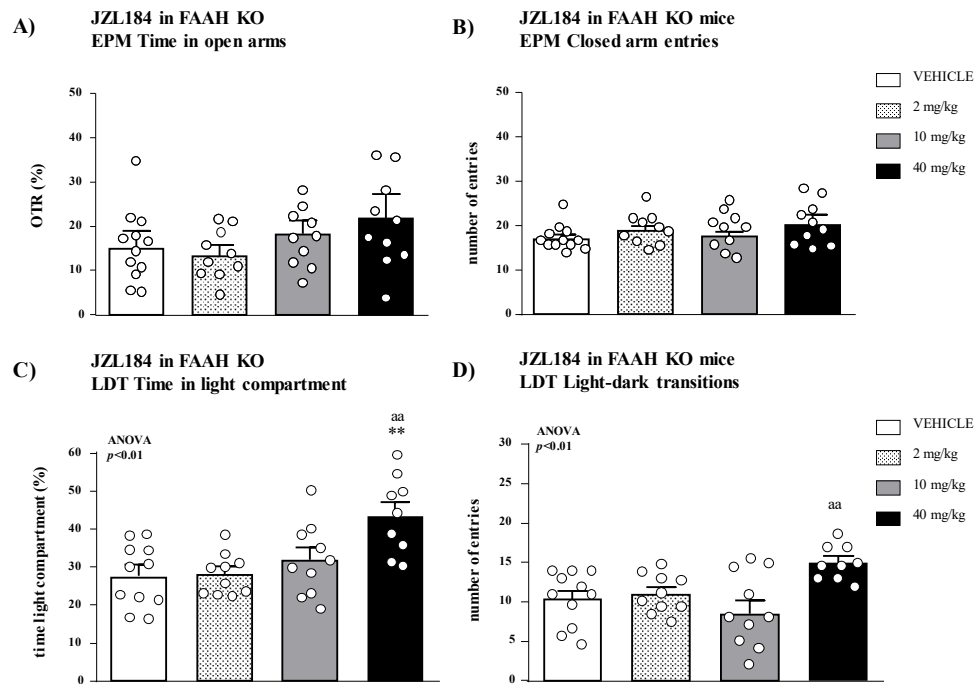 A)
JZL184 in FAAH KO
EPM Time in open arms
OTR (%)
50
40
30
20
10
0
B)
JZL184 in FAAH KO mice
EPM Closed arm entries
number of entries
50
40
30
20
10
0
VEHICLE
2 mg/kg
10 mg/kg
40 mg/kg
C)
JZL184 in FAAH KO
LDT Time in light compartment
time light compartment (%)
ANOVA
p<0.01
60
50
40
30
20
10
0
aa
**
D)
JZL184 in FAAH KO mice
LDT Light-dark transitions
number of entries
ANOVA
p<0.01
30
25
20
15
10
5
0
aa
VEHICLE
2 mg/kg
10 mg/kg
40 mg/kg